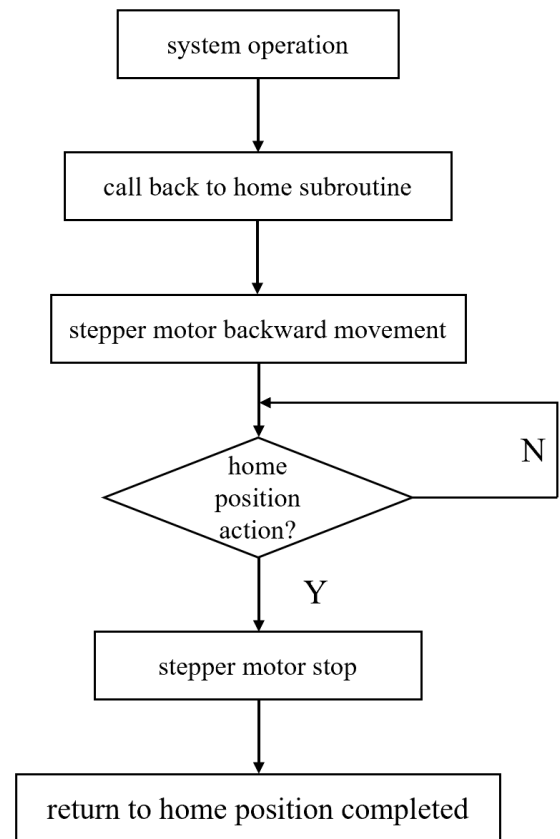 system operation
call back to home subroutine
stepper motor backward movement
home
position
action?
N
Y
stepper motor stop
return to home position completed